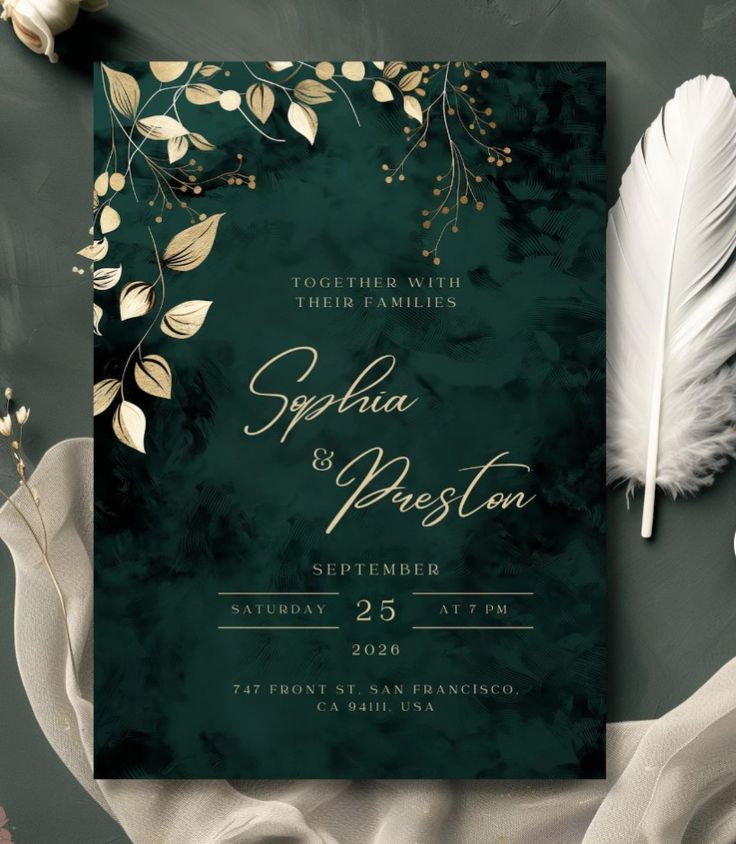 TOGETHER WITH
THEIR FAMILIES
Sophia
&
Preston
SEPTEMBER
SATURDAY 25 AT 7 PM
2026
747 FRONT ST, SAN FRANCISCO,
CA 94111, USA